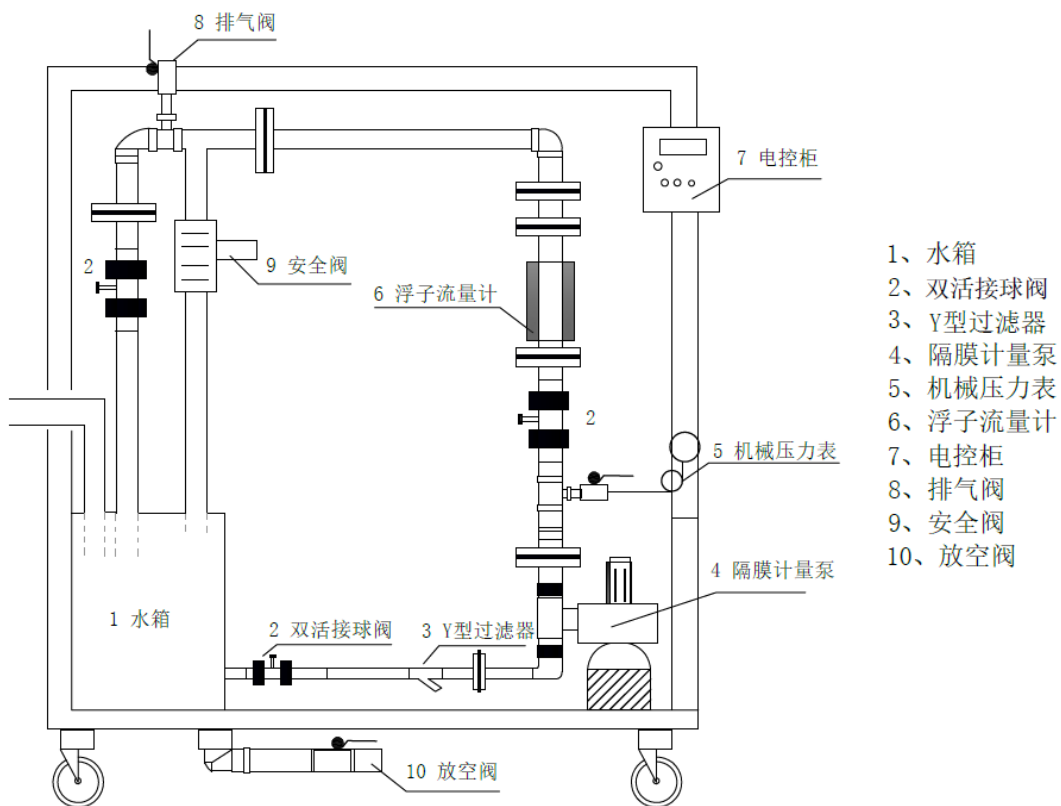 8 排气阀
7 电控柜
2
9 安全阀
6 浮子流量计
2
5 机械压力表
4 隔膜计量泵
1 水箱
2 双活接球阀
3 Y型过滤器
10 放空阀
1、水箱
2、双活接球阀
3、Y型过滤器
4、隔膜计量泵
5、机械压力表
6、浮子流量计
7、电控柜
8、排气阀
9、安全阀
10、放空阀